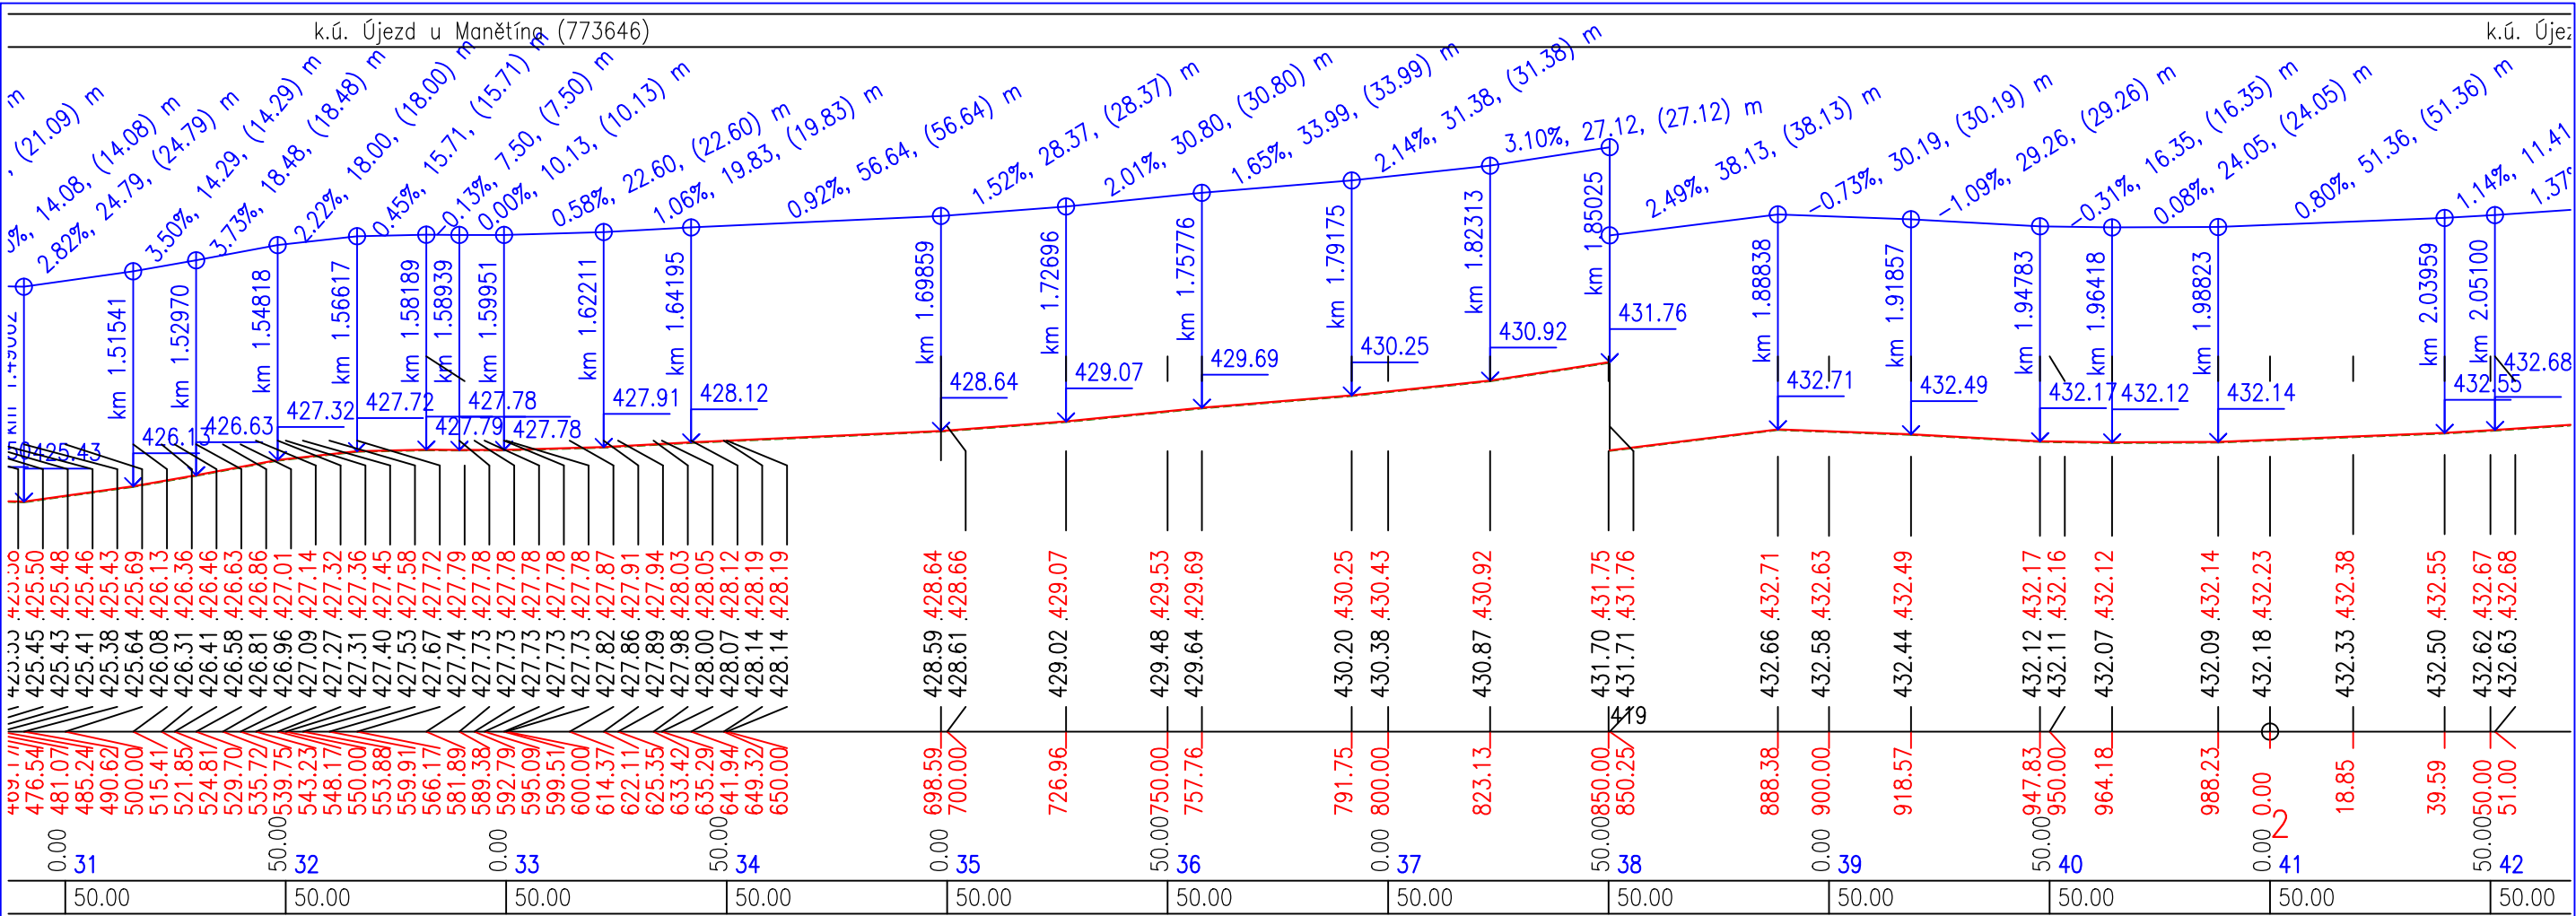 k.ú. Újezd u Manětína (773646)
k.ú. Újez
, (21.09) m
14.08, (14.08) m
2.82%, 24.79, (24.79) m
3.50%, 14.29, (14.29) m
3.73%, 18.48, (18.48) m
2.22%, 18.00, (18.00) m
0.45%, 15.71, (15.71) m
-0.13%, 7.50, (7.50) m
0.00%, 10.13, (10.13) m
0.58%, 22.60, (22.60) m
1.06%, 19.83, (19.83) m
0.92%, 56.64, (56.64) m
1.52%, 28.37, (28.37) m
2.01%, 30.80, (30.80) m
1.65%, 33.99, (33.99) m
2.14%, 31.38, (31.38) m
3.10%, 27.12, (27.12) m
2.49%, 38.13, (38.13) m
-0.73%, 30.19, (30.19) m
-1.09%, 29.26, (29.26) m
-0.31%, 16.35, (16.35) m
0.08%, 24.05, (24.05) m
0.80%, 51.36, (51.36) m
1.14%, 11.41
1.37%
km 1.51541
km 1.52970
km 1.54818
km 1.56617
km 1.58189
km 1.58939
km 1.59951
km 1.62211
km 1.64195
km 1.69859
km 1.72696
km 1.75776
km 1.79175
km 1.82313
km 1.85025
km 1.88838
km 1.91857
km 1.94783
km 1.96418
km 1.98823
km 2.03959
km 2.05100
425.43
426.13
426.63
427.32
427.72
427.79
427.78
427.78
427.91
428.12
428.64
429.07
429.69
430.25
430.92
431.76
432.71
432.49
432.17
432.12
432.14
432.55
432.68
425.50 425.48 425.46 425.43 425.69 426.13 426.36 426.46 426.63 426.86 427.01 427.14 427.32 427.36 427.45 427.58 427.72 427.79 427.78 427.78 427.78 427.78 427.78 427.87 427.91 427.94 428.03 428.05 428.12 428.19 428.19 428.64 428.66 429.07 429.53 429.69 430.25 430.43 430.92 431.75 431.76 432.71 432.63 432.49 432.17 432.16 432.12 432.14 432.23 432.38 432.55 432.67 432.68
425.45 425.43 425.41 425.38 425.64 426.08 426.31 426.41 426.58 426.81 426.96 427.09 427.27 427.31 427.40 427.53 427.67 427.74 427.73 427.73 427.73 427.73 427.73 427.82 427.86 427.89 427.98 428.00 428.07 428.14 428.14 428.59 428.61 429.02 429.48 429.64 430.20 430.38 430.87 431.70 431.71 432.66 432.58 432.44 432.12 432.11 432.07 432.09 432.18 432.33 432.50 432.62 432.63
419
476.54 481.07 485.24 490.62 500.00 515.41 521.85 524.81 529.70 535.72 539.75 543.23 548.17 550.00 553.88 559.91 566.17 581.89 589.38 592.79 595.09 599.51 600.00 614.37 622.11 625.35 633.42 635.29 641.94 649.32 650.00 698.59 700.00 726.96 750.00 757.76 791.75 800.00 823.13 850.00 850.25 888.38 900.00 918.57 947.83 950.00 964.18 988.23 0.00 18.85 39.59 50.00 51.00
2
0.00 50.00 0.00 50.00 0.00 50.00 0.00 50.00 0.00 50.00 0.00 50.00
31 32 33 34 35 36 37 38 39 40 41 42
50.00 50.00 50.00 50.00 50.00 50.00 50.00 50.00 50.00 50.00 50.00 50.00